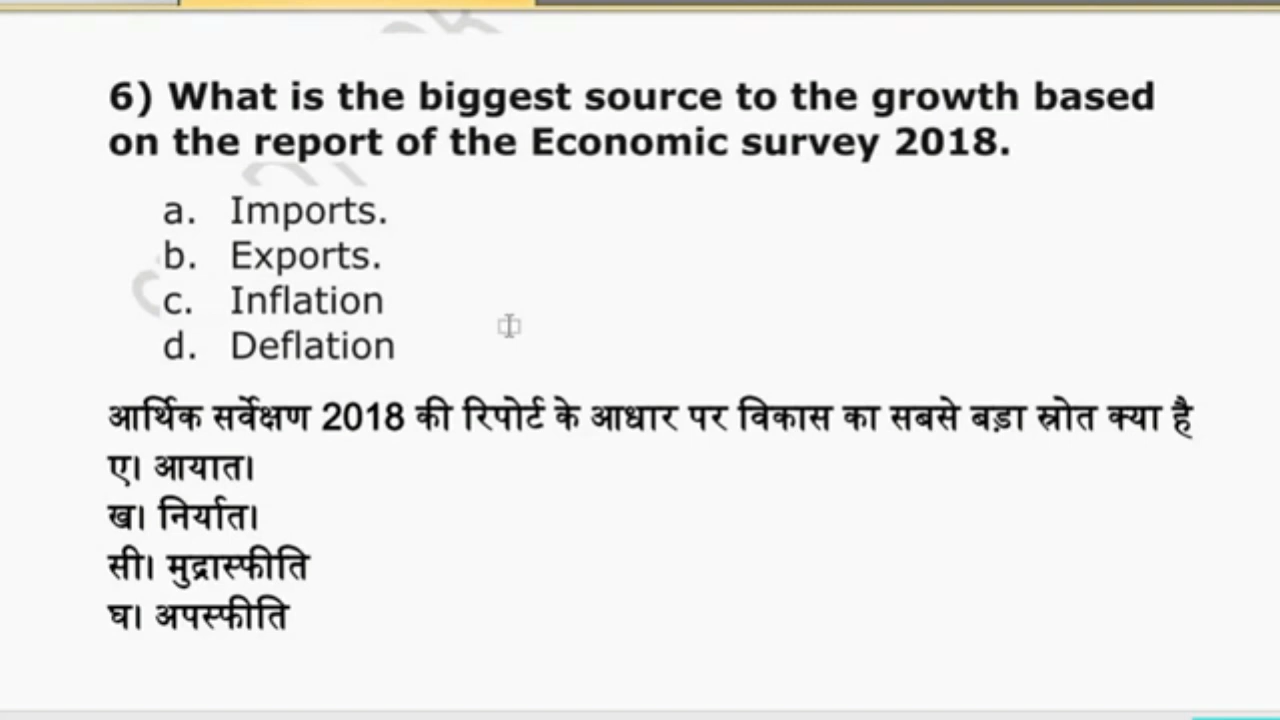 6) What is the biggest source to the growth based
on the report of the Economic survey 2018.
a. Imports.
b. Exports.
c. Inflation
d. Deflation
आर्थिक सर्वेक्षण 2018 की रिपोर्ट के आधार पर विकास का सबसे बड़ा स्रोत क्या है
ए। आयात।
ख। निर्यात।
सी। मुद्रास्फीति
घ। अपस्फीति